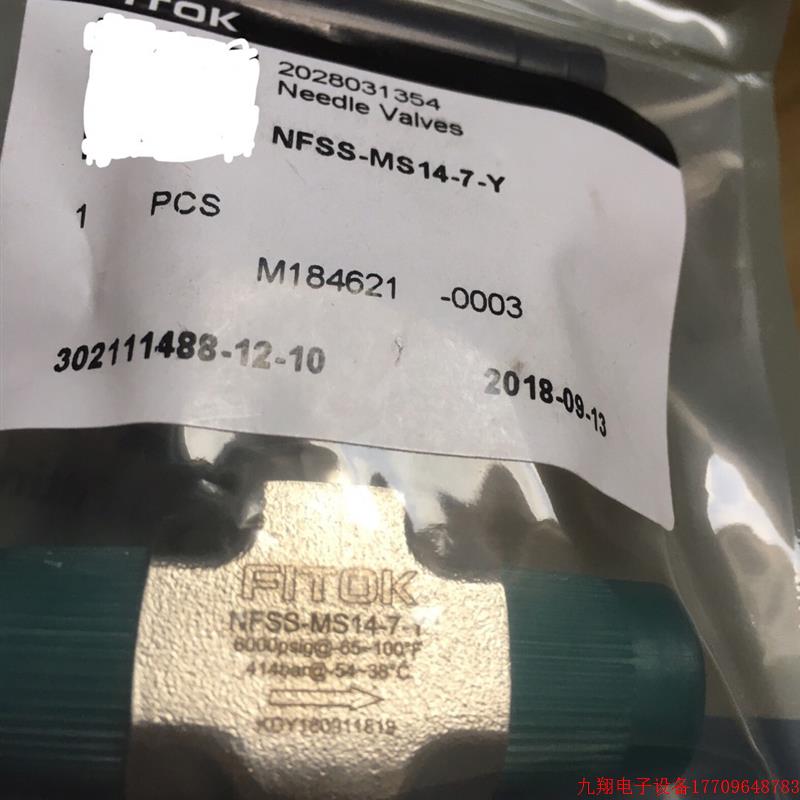 FITOK
2028031354
Needle Valves
NFSS-MS14-7-Y
1 PCS
M184621 -0003
302111488-12-10 2018-09-13
FITOK
NFSS-MS14-7-Y
6000psig@-65~100°F
414bar@-54~38°C
KDY180911819
九翔电子设备17709648783